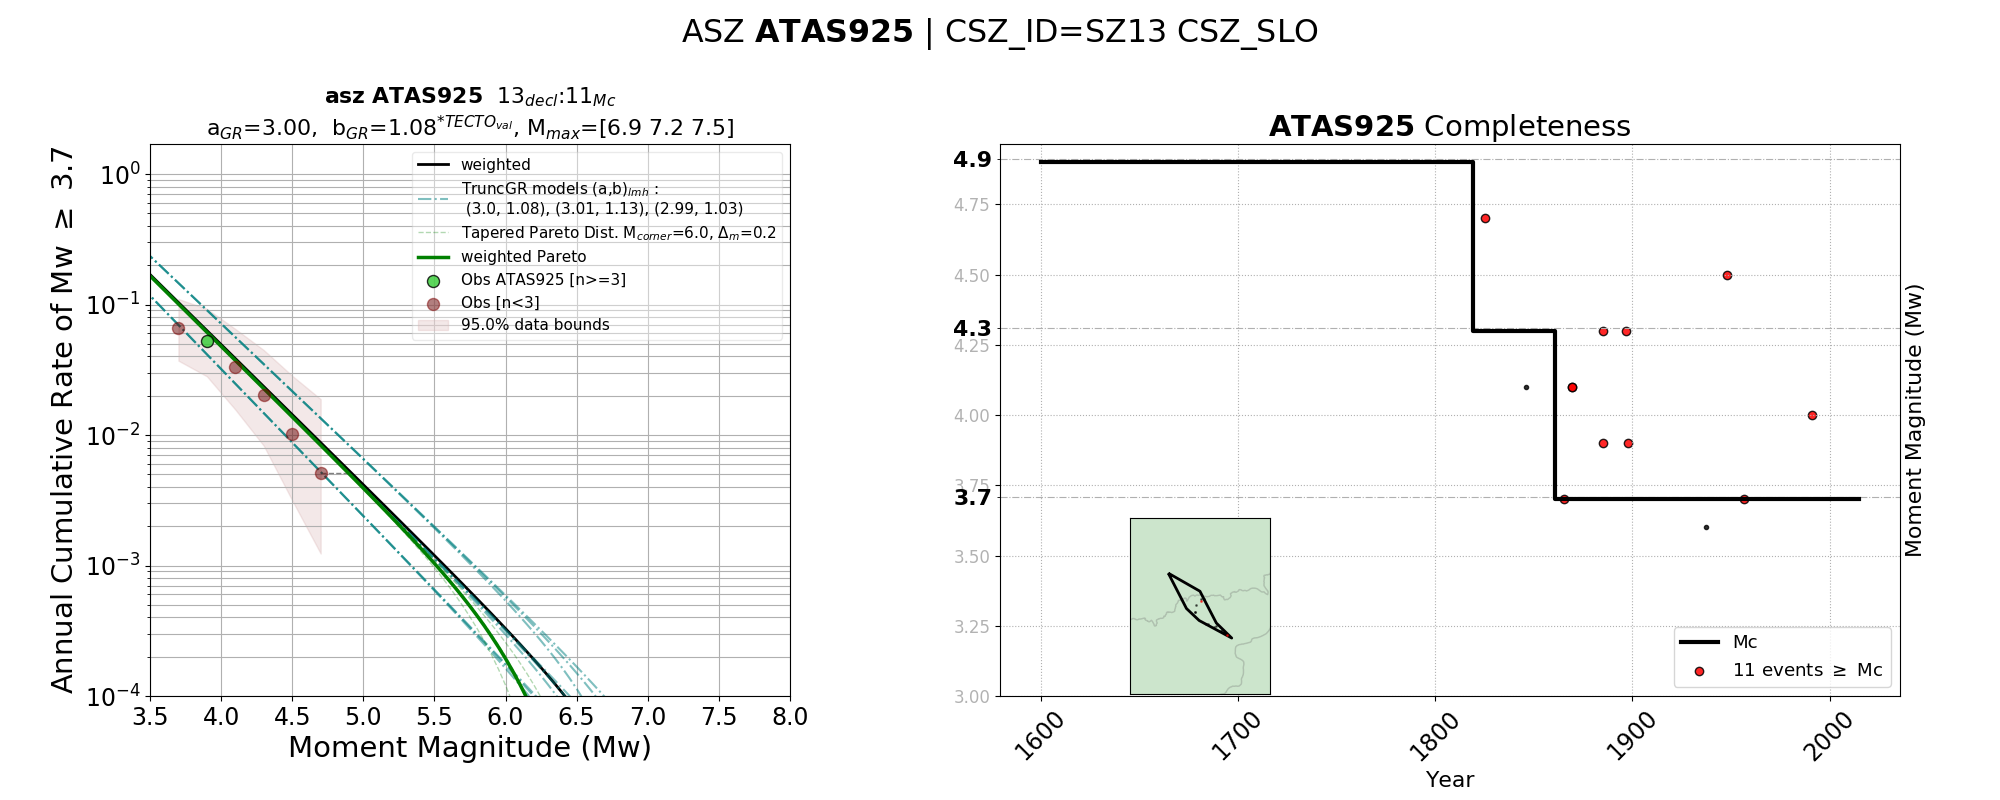 ASZ ATAS925 | CSZ_ID=SZ13 CSZ_SLO
asz ATAS925 13decl:11Mc
aGR=3.00, bGR=1.08*TECTOval, Mmax=[6.9 7.2 7.5]
Annual Cumulative Rate of Mw ≥ 3.7
10^0
10^−1
10^−2
10^−3
10^−4
weighted
TruncGR models (a,b)lmh :
(3.0, 1.08), (3.01, 1.13), (2.99, 1.03)
Tapered Pareto Dist. Mcorner=6.0, Δm=0.2
weighted Pareto
Obs ATAS925 [n>=3]
Obs [n<3]
95.0% data bounds
3.5 4.0 4.5 5.0 5.5 6.0 6.5 7.0 7.5 8.0
Moment Magnitude (Mw)
ATAS925 Completeness
4.9
4.75
4.50
4.3
4.25
4.00
3.75
3.7
3.50
3.25
3.00
Moment Magnitude (Mw)
Mc
11 events ≥ Mc
1600 1700 1800 1900 2000
Year